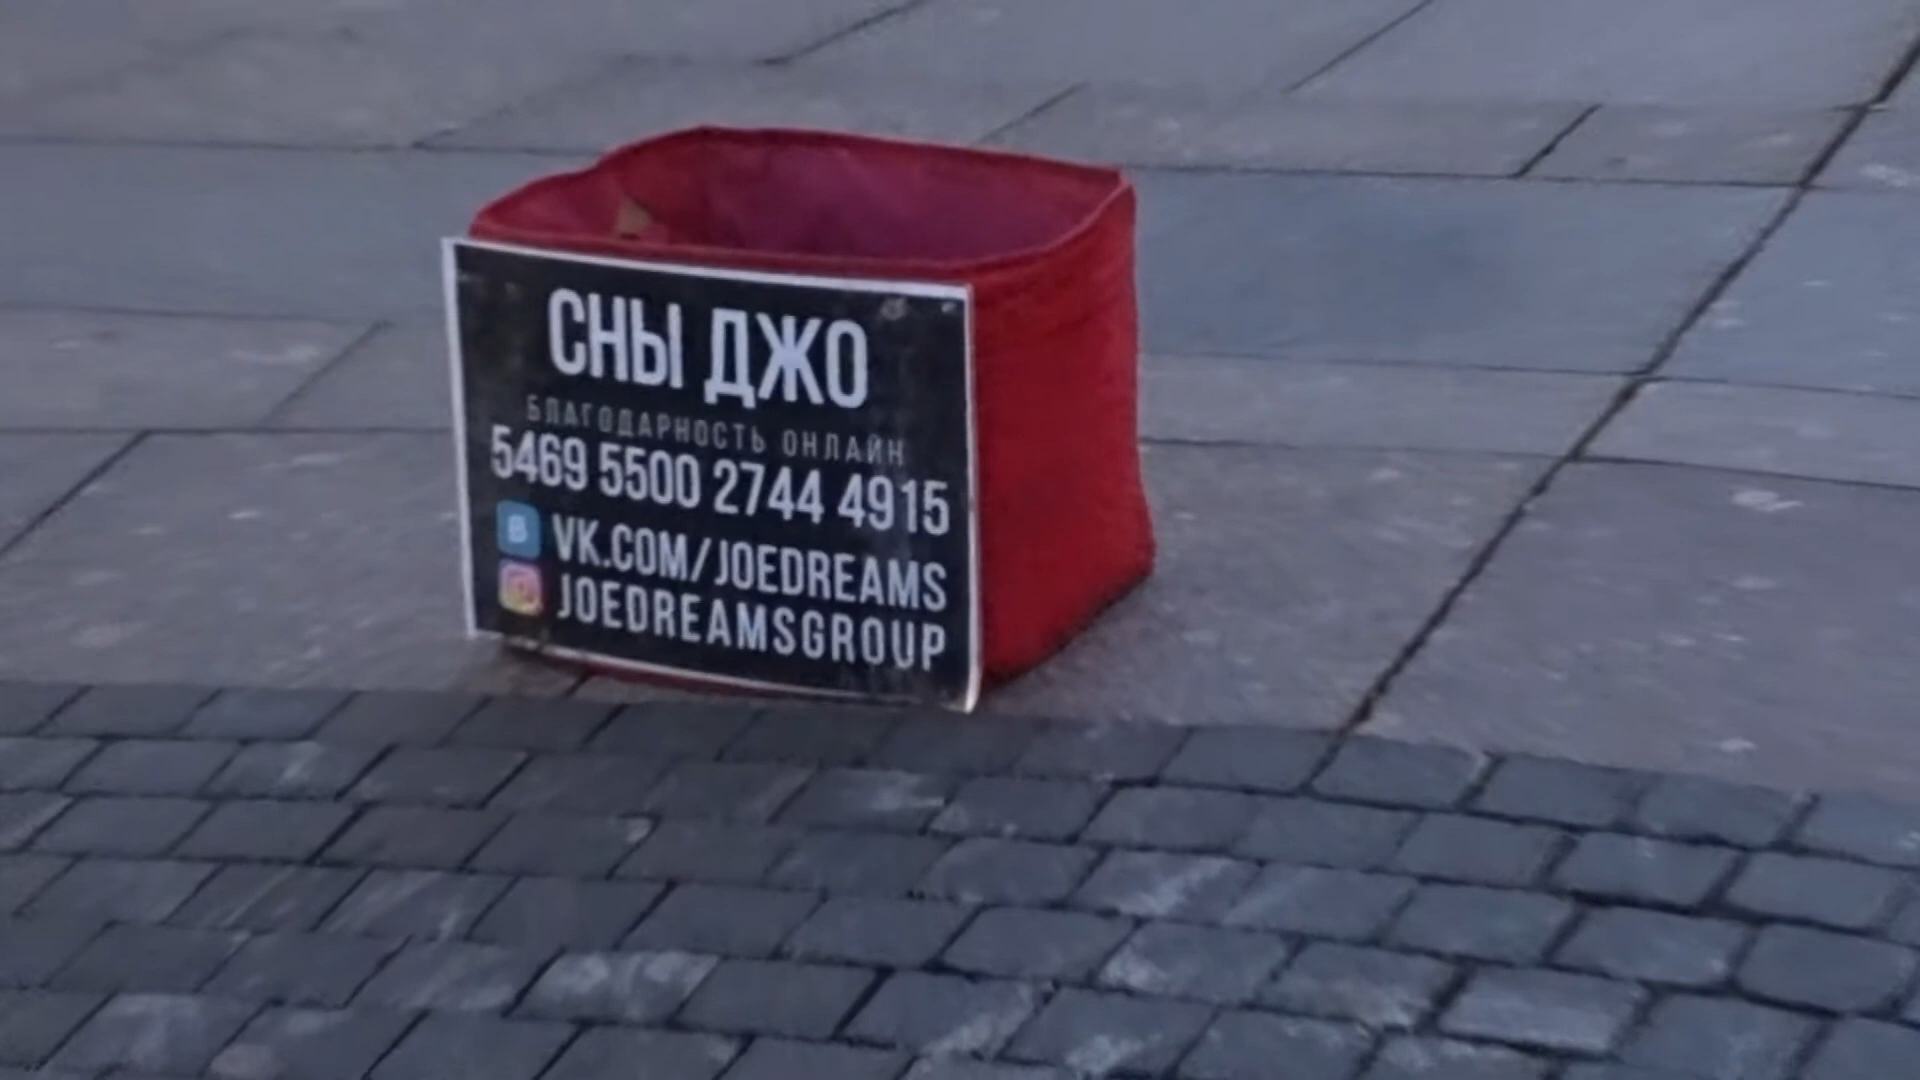 СНЫ ДЖО
БЛАГОДАРНОСТЬ ОНЛАЙН
5469 5500 2744 4915
B VK.COM/JOEDREAMS
JOEDREAMSGROUP